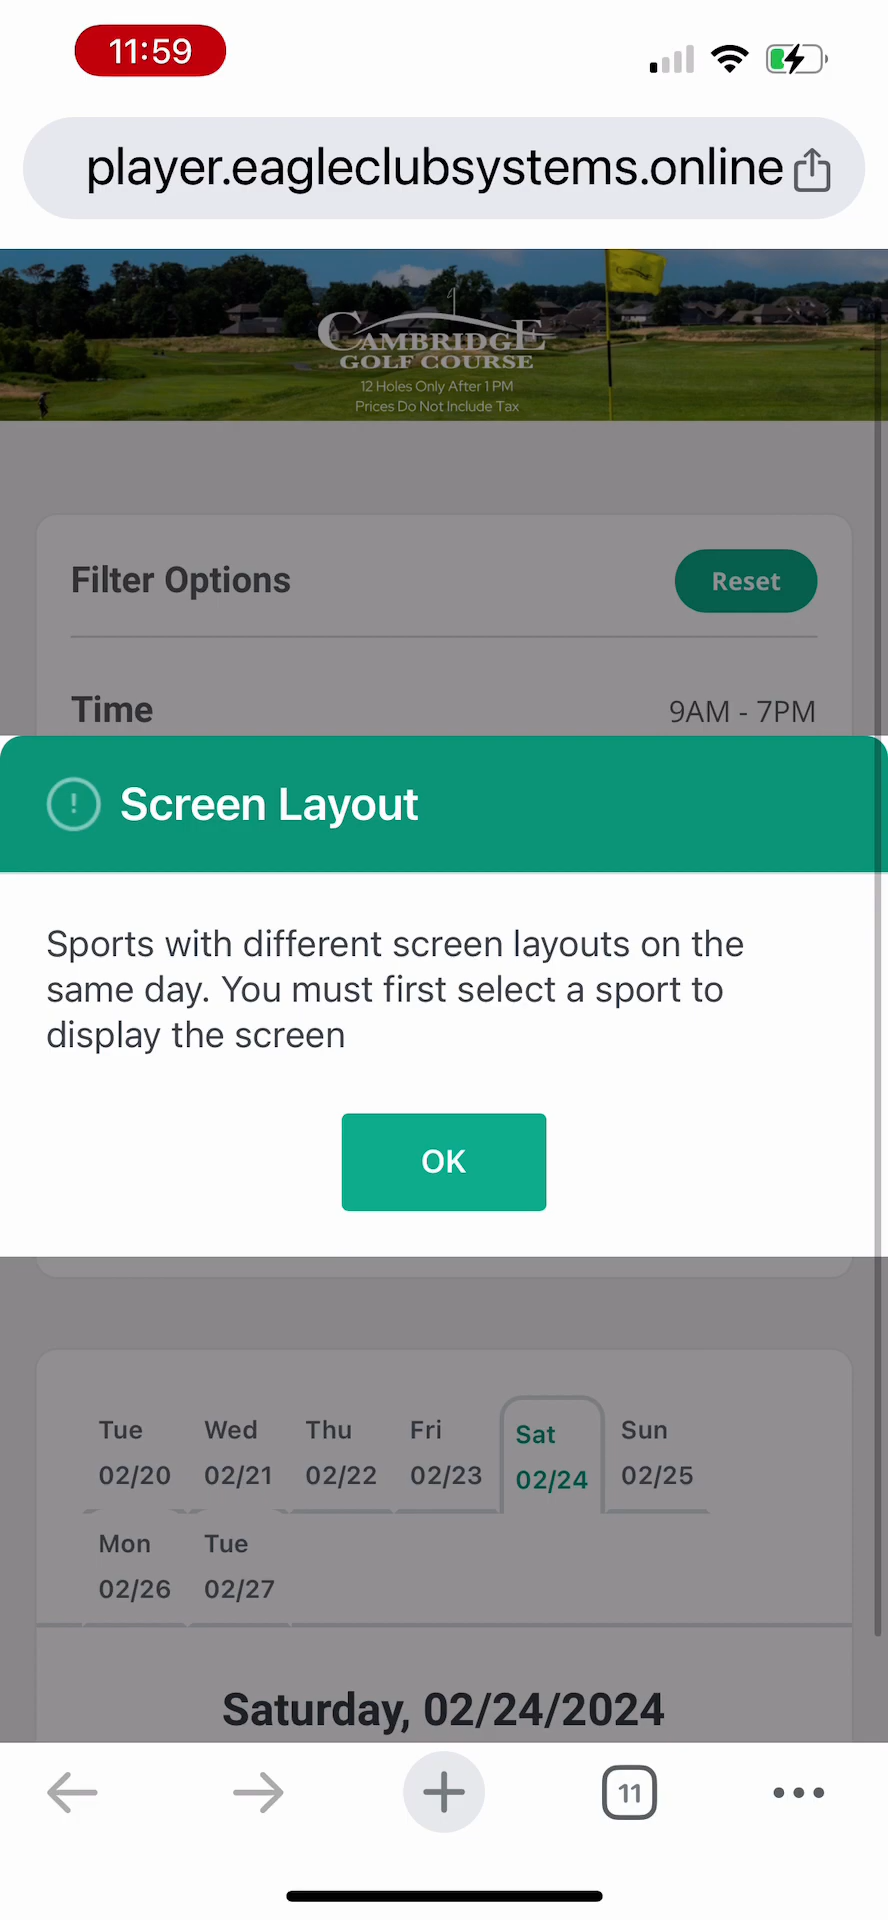 11:59
player.eagleclubsystems.online
CAMBRIDGE
GOLF COURSE
12 Holes Only After 1 PM
Prices Do Not Include Tax
Filter Options
Reset
Time
9AM - 7PM
Screen Layout
Sports with different screen layouts on the
same day. You must first select a sport to
display the screen
OK
Tue Wed Thu Fri Sat Sun
02/20 02/21 02/22 02/23 02/24 02/25
Mon Tue
02/26 02/27
Saturday, 02/24/2024
11